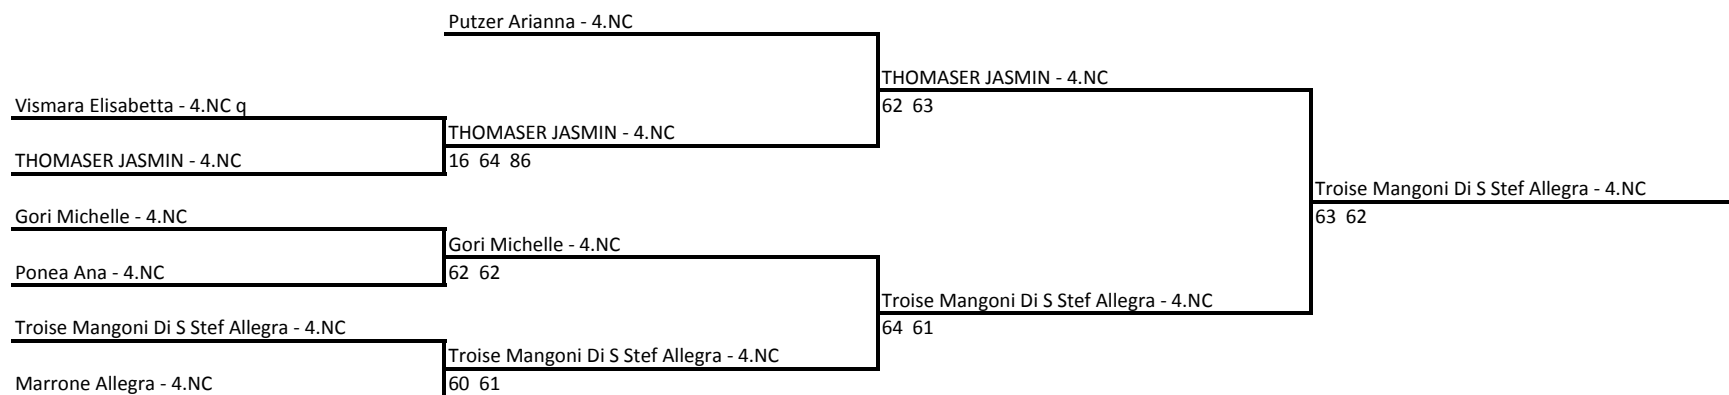 Putzer Arianna - 4.NC
THOMASER JASMIN - 4.NC
Vismara Elisabetta - 4.NC q
62 63
THOMASER JASMIN - 4.NC
THOMASER JASMIN - 4.NC
16 64 86
Troise Mangoni Di S Stef Allegra - 4.NC
Gori Michelle - 4.NC
63 62
Gori Michelle - 4.NC
Ponea Ana - 4.NC
62 62
Troise Mangoni Di S Stef Allegra - 4.NC
Troise Mangoni Di S Stef Allegra - 4.NC
64 61
Troise Mangoni Di S Stef Allegra - 4.NC
Marrone Allegra - 4.NC
60 61